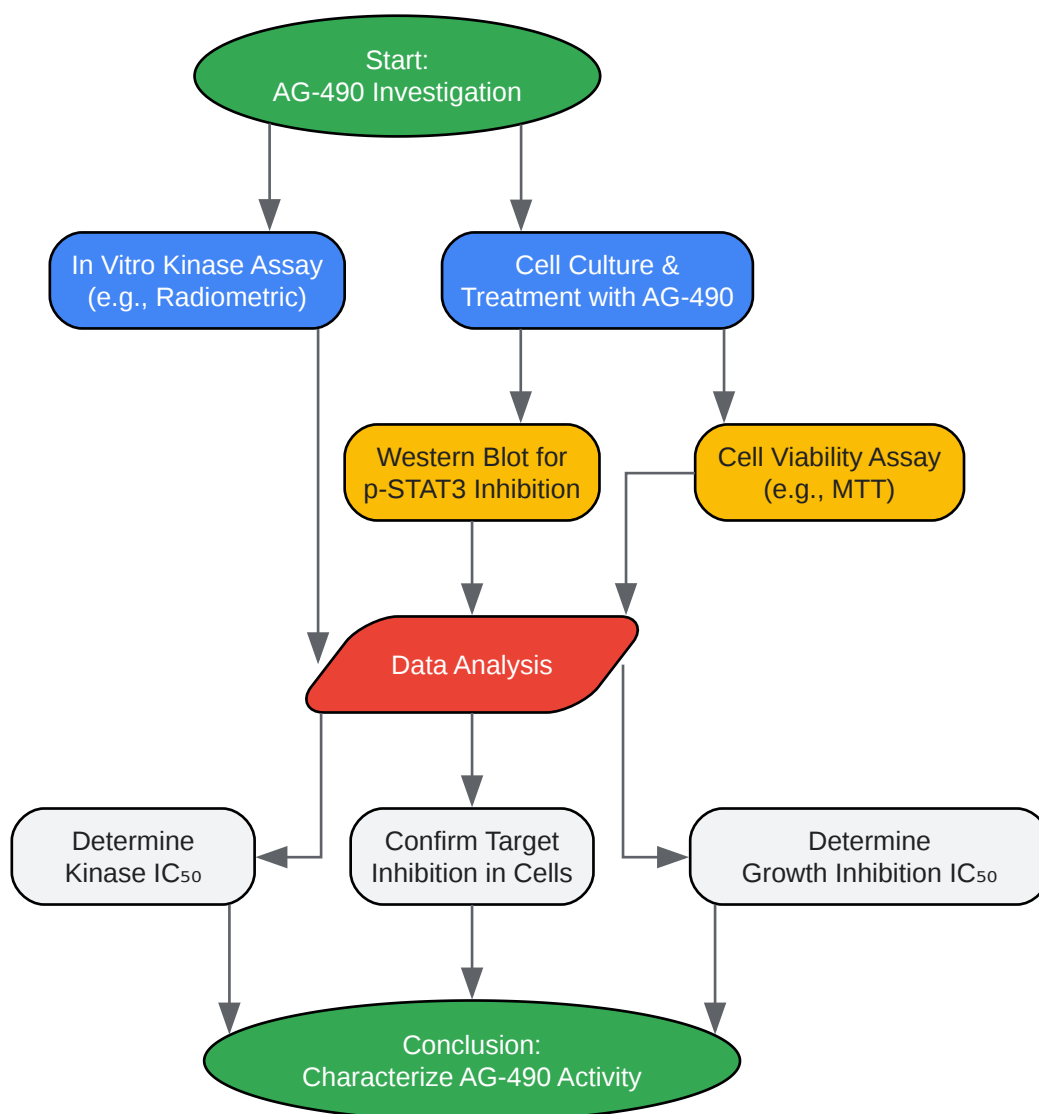 Start:
AG-490 Investigation
In Vitro Kinase Assay
(e.g., Radiometric)
Cell Culture &
Treatment with AG-490
Western Blot for
p-STAT3 Inhibition
Cell Viability Assay
(e.g., MTT)
Data Analysis
Determine
Kinase IC₅₀
Confirm Target
Inhibition in Cells
Determine
Growth Inhibition IC₅₀
Conclusion:
Characterize AG-490 Activity